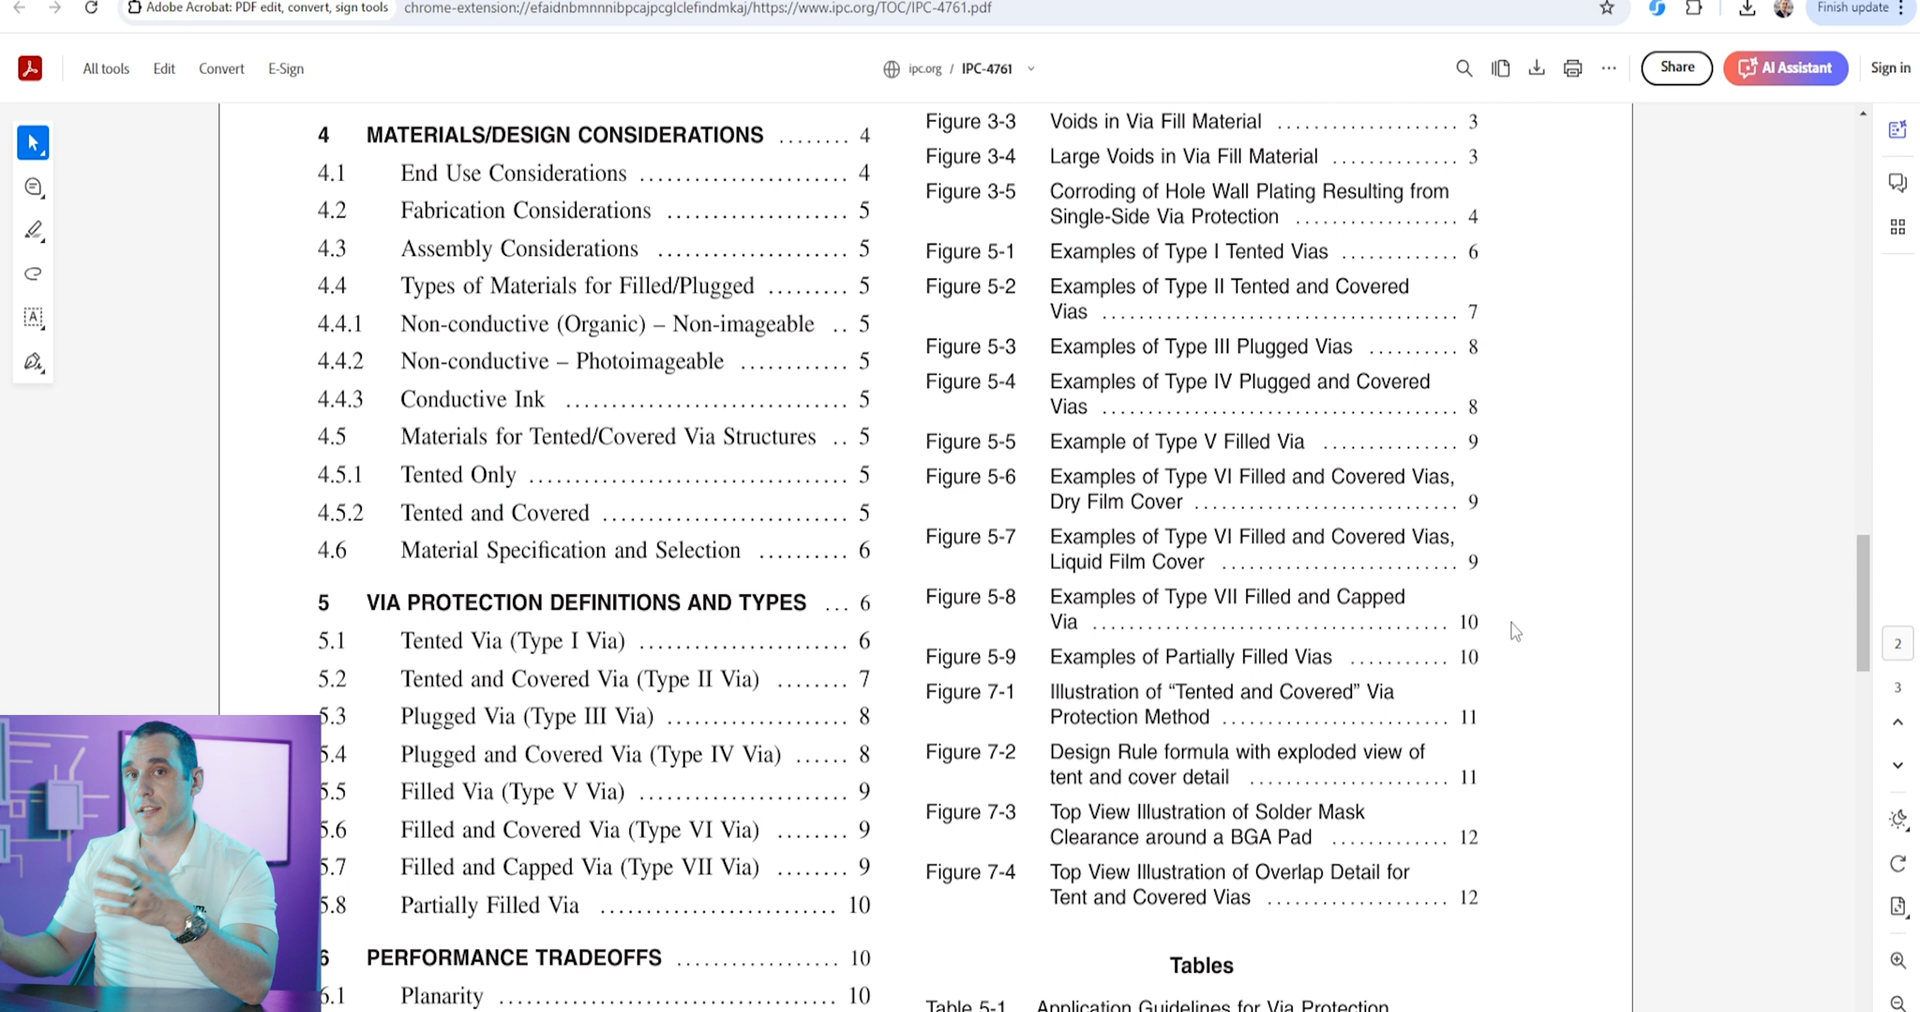 Adobe Acrobat: PDF edit, convert, sign tools
chrome-extension://efaidnbmnnnibpcajpcglclefindmkaj/https://www.ipc.org/TOC/IPC-4761.pdf
Finish update
All tools
Edit
Convert
E-Sign
ipc.org / IPC-4761
Share
AI Assistant
Sign in
4 MATERIALS/DESIGN CONSIDERATIONS ........ 4
4.1 End Use Considerations ...................... 4
4.2 Fabrication Considerations ................... 5
4.3 Assembly Considerations .................... 5
4.4 Types of Materials for Filled/Plugged ......... 5
4.4.1 Non-conductive (Organic) – Non-imageable .. 5
4.4.2 Non-conductive – Photoimageable ............ 5
4.4.3 Conductive Ink .............................. 5
4.5 Materials for Tented/Covered Via Structures .. 5
4.5.1 Tented Only ................................. 5
4.5.2 Tented and Covered .......................... 5
4.6 Material Specification and Selection .......... 6
5 VIA PROTECTION DEFINITIONS AND TYPES ... 6
5.1 Tented Via (Type I Via) ...................... 6
5.2 Tented and Covered Via (Type II Via) ........ 7
5.3 Plugged Via (Type III Via) ................... 8
5.4 Plugged and Covered Via (Type IV Via) ...... 8
5.5 Filled Via (Type V Via) ...................... 9
5.6 Filled and Covered Via (Type VI Via) ........ 9
5.7 Filled and Capped Via (Type VII Via) ........ 9
5.8 Partially Filled Via .......................... 10
6 PERFORMANCE TRADEOFFS ................... 10
6.1 Planarity .................................... 10
Figure 3-3 Voids in Via Fill Material ..................... 3
Figure 3-4 Large Voids in Via Fill Material ............... 3
Figure 3-5 Corroding of Hole Wall Plating Resulting from
Single-Side Via Protection ................... 4
Figure 5-1 Examples of Type I Tented Vias ............. 6
Figure 5-2 Examples of Type II Tented and Covered
Vias ........................................ 7
Figure 5-3 Examples of Type III Plugged Vias .......... 8
Figure 5-4 Examples of Type IV Plugged and Covered
Vias ........................................ 8
Figure 5-5 Example of Type V Filled Via ............... 9
Figure 5-6 Examples of Type VI Filled and Covered Vias,
Dry Film Cover ............................. 9
Figure 5-7 Examples of Type VI Filled and Covered Vias,
Liquid Film Cover .......................... 9
Figure 5-8 Examples of Type VII Filled and Capped
Via ........................................ 10
Figure 5-9 Examples of Partially Filled Vias ........... 10
Figure 7-1 Illustration of “Tented and Covered” Via
Protection Method ......................... 11
Figure 7-2 Design Rule formula with exploded view of
tent and cover detail ...................... 11
Figure 7-3 Top View Illustration of Solder Mask
Clearance around a BGA Pad ............. 12
Figure 7-4 Top View Illustration of Overlap Detail for
Tent and Covered Vias .................... 12
Tables
Table 5-1 Application Guidelines for Via Protection
2
3